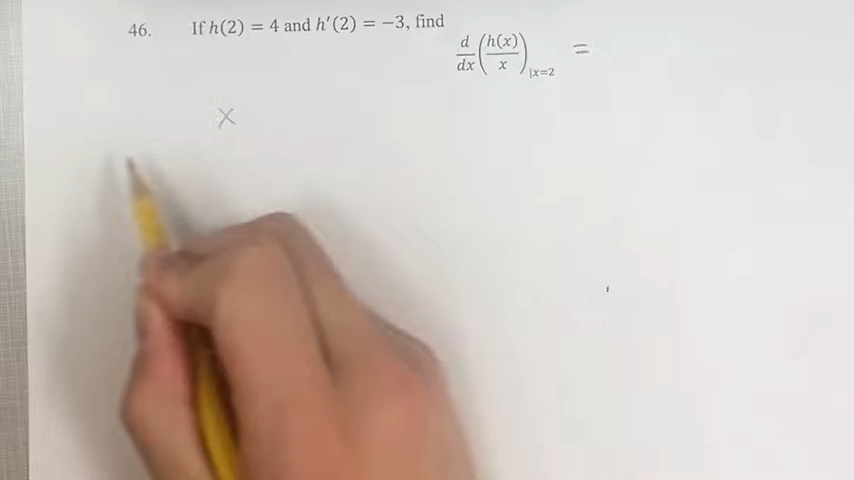 46. If h(2) = 4 and h′(2) = −3, find
d/dx (h(x)/x) |x=2 =
x